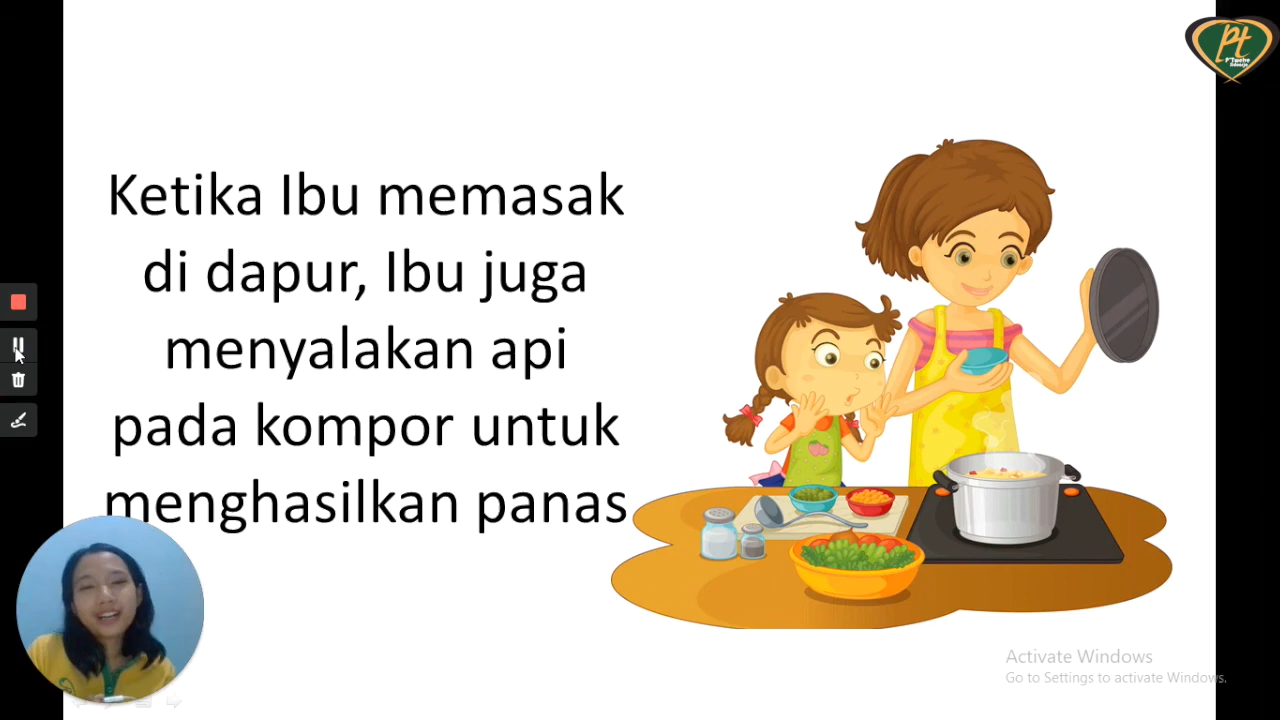 Ketika Ibu memasak
di dapur, Ibu juga
menyalakan api
pada kompor untuk
menghasilkan panas
pt
Activate Windows
Go to Settings to activate Windows.